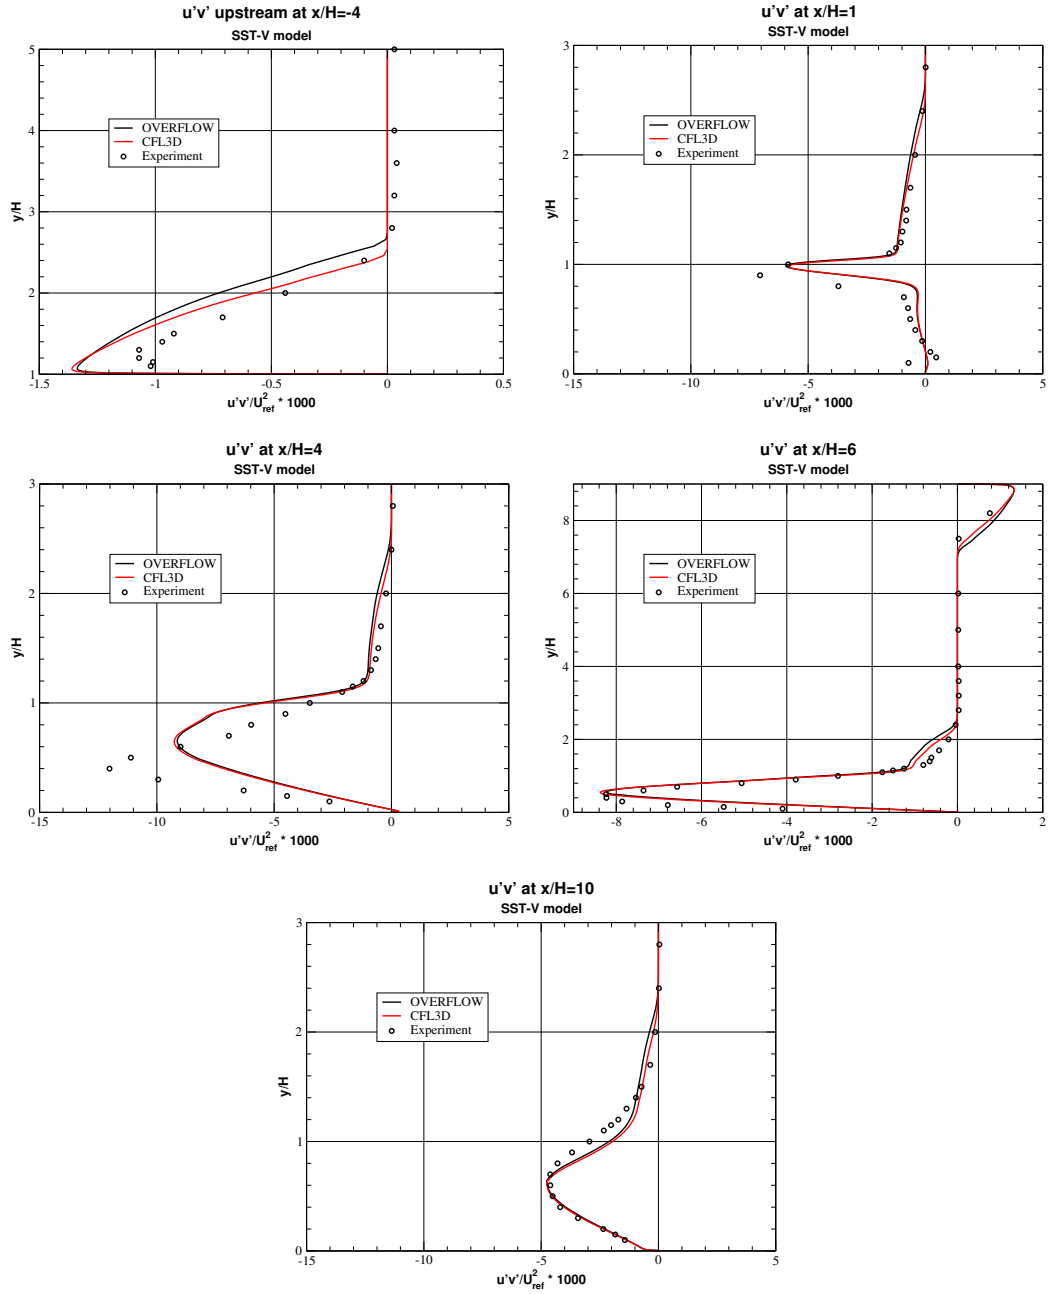 u'v' upstream at x/H=-4
SST-V model
5
4
3
2
1
y/H
OVERFLOW
CFL3D
Experiment
-1.5 -1 -0.5 0 0.5
u'v'/U²ref * 1000
u'v' at x/H=1
SST-V model
3
2
1
0
y/H
OVERFLOW
CFL3D
Experiment
-15 -10 -5 0 5
u'v'/U²ref * 1000
u'v' at x/H=4
SST-V model
3
2
1
0
y/H
OVERFLOW
CFL3D
Experiment
-15 -10 -5 0 5
u'v'/U²ref * 1000
u'v' at x/H=6
SST-V model
8
6
4
2
0
y/H
OVERFLOW
CFL3D
Experiment
-8 -6 -4 -2 0 2
u'v'/U²ref * 1000
u'v' at x/H=10
SST-V model
3
2
1
0
y/H
OVERFLOW
CFL3D
Experiment
-15 -10 -5 0 5
u'v'/U²ref * 1000